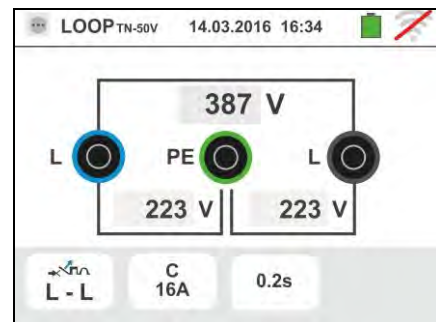 LOOP TN-50V 14.03.2016 16:34
387 V
L PE L
223 V 223 V
L - L C 16A 0.2s